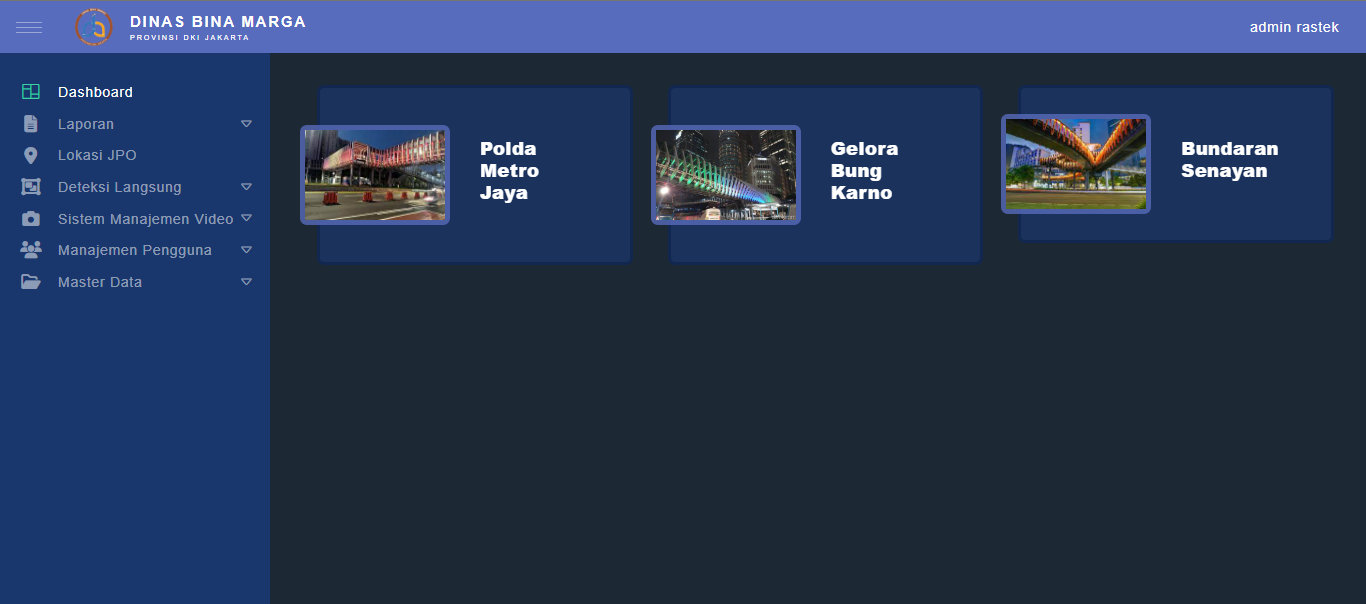 DINAS BINA MARGA
PROVINSI DKI JAKARTA
admin rastek
Dashboard
Laporan
Lokasi JPO
Deteksi Langsung
Sistem Manajemen Video
Manajemen Pengguna
Master Data
Polda
Metro
Jaya
Gelora
Bung
Karno
Bundaran
Senayan